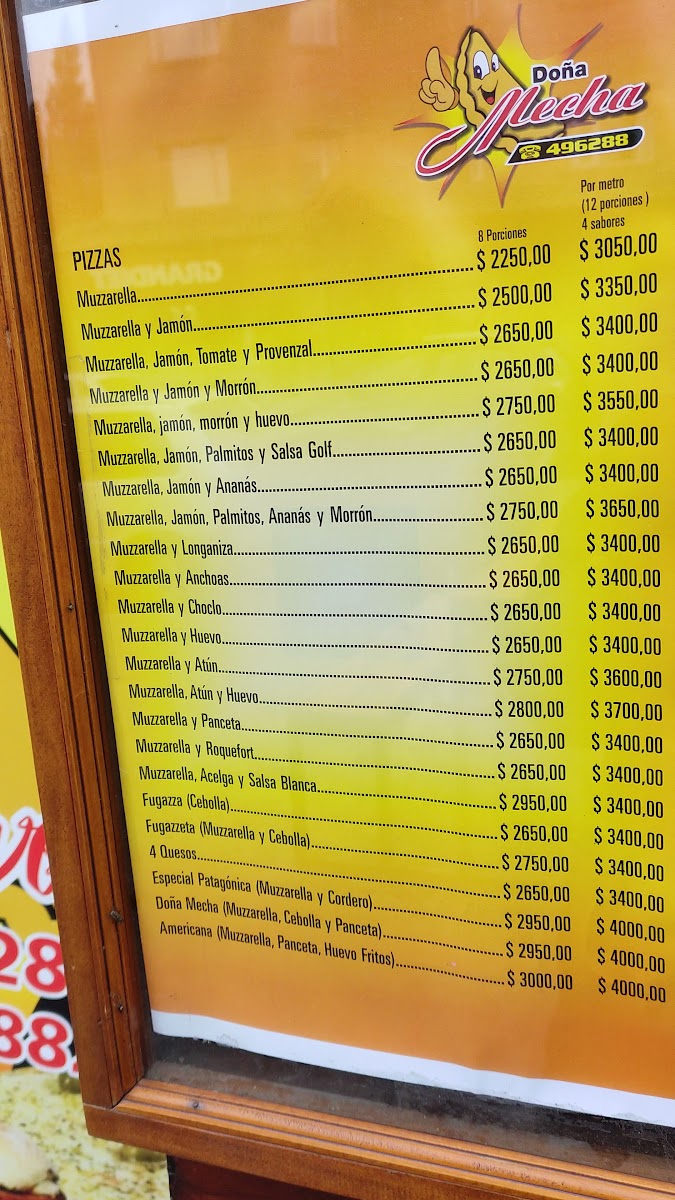 Doña
Mecha
☎ 496288
Por metro
(12 porciones )
4 sabores
8 Porciones
PIZZAS
Muzzarella........ $ 2250,00 $ 3050,00
Muzzarella y Jamón........ $ 2500,00 $ 3350,00
Muzzarella, Jamón, Tomate y Provenzal........ $ 2650,00 $ 3400,00
Muzzarella y Jamón y Morrón........ $ 2650,00 $ 3400,00
Muzzarella, jamón, morrón y huevo........ $ 2750,00 $ 3550,00
Muzzarella, Jamón, Palmitos y Salsa Golf........ $ 2650,00 $ 3400,00
Muzzarella, Jamón y Ananás........ $ 2650,00 $ 3400,00
Muzzarella, Jamón, Palmitos, Ananás y Morrón........ $ 2750,00 $ 3650,00
Muzzarella y Longaniza........ $ 2650,00 $ 3400,00
Muzzarella y Anchoas........ $ 2650,00 $ 3400,00
Muzzarella y Choclo........ $ 2650,00 $ 3400,00
Muzzarella y Huevo........ $ 2650,00 $ 3400,00
Muzzarella y Atún........ $ 2750,00 $ 3600,00
Muzzarella, Atún y Huevo........ $ 2800,00 $ 3700,00
Muzzarella y Panceta........ $ 2650,00 $ 3400,00
Muzzarella y Roquefort........ $ 2650,00 $ 3400,00
Muzzarella, Acelga y Salsa Blanca........ $ 2950,00 $ 3400,00
Fugazza (Cebolla)........ $ 2650,00 $ 3400,00
Fugazzeta (Muzzarella y Cebolla)........ $ 2750,00 $ 3400,00
4 Quesos........ $ 2650,00 $ 3400,00
Especial Patagónica (Muzzarella y Cordero)........ $ 2950,00 $ 4000,00
Doña Mecha (Muzzarella, Cebolla y Panceta)........ $ 2950,00 $ 4000,00
Americana (Muzzarella, Panceta, Huevo Fritos)........ $ 3000,00 $ 4000,00
28
88